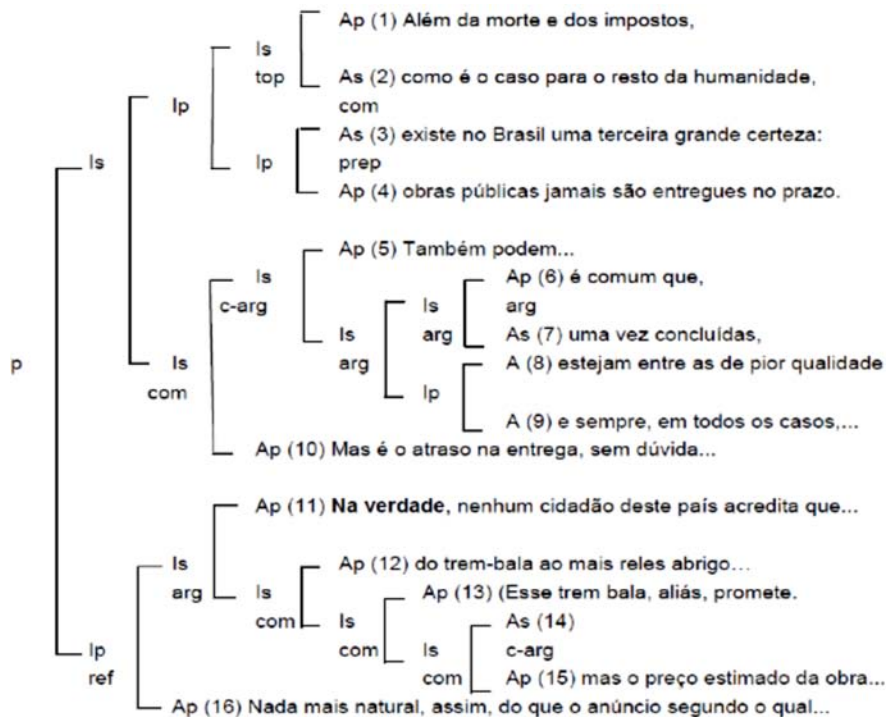 Ap (1) Além da morte e dos impostos,
Is
top
As (2) como é o caso para o resto da humanidade,
com
Ip
As (3) existe no Brasil uma terceira grande certeza:
prep
Ip
Is
Ap (4) obras públicas jamais são entregues no prazo.
Ap (5) Também podem...
Is
c-arg
Ap (6) é comum que,
arg
Is
arg
As (7) uma vez concluídas,
Is
arg
p
Is
com
A (8) estejam entre as de pior qualidade
Ip
A (9) e sempre, em todos os casos,...
Ap (10) Mas é o atraso na entrega, sem dúvida...
Ap (11) Na verdade, nenhum cidadão deste país acredita que...
Is
arg
Ap (12) do trem-bala ao mais reles abrigo...
Is
com
Ap (13) (Esse trem bala, aliás, promete.
Is
com
As (14)
c-arg
Is
com
Ip
ref
Ap (15) mas o preço estimado da obra...
Ap (16) Nada mais natural, assim, do que o anúncio segundo o qual...